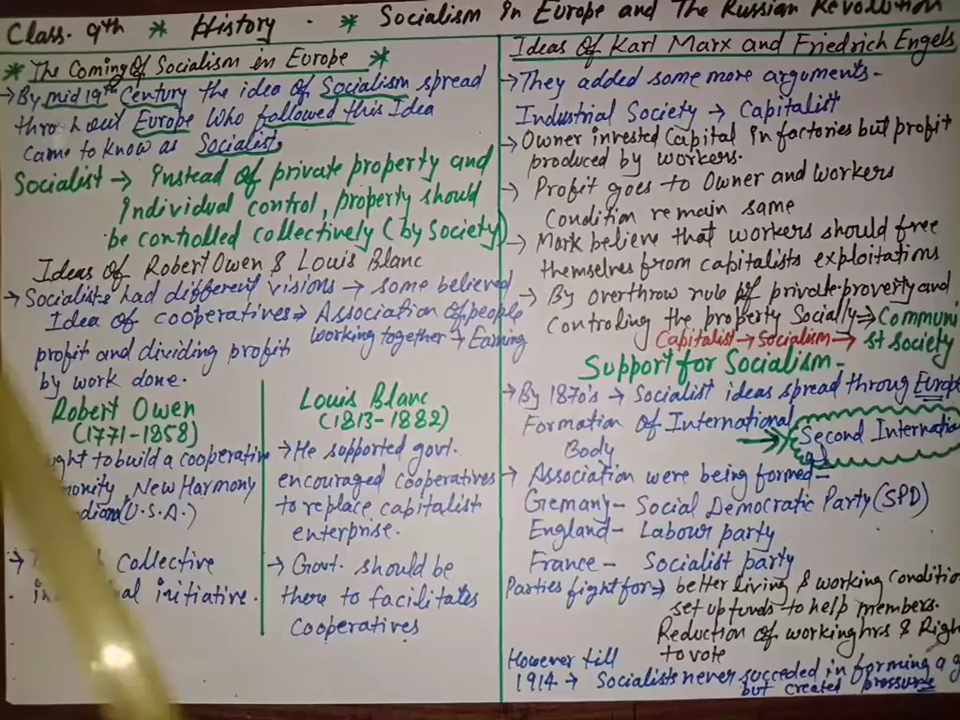 Class. 9th * History . * Socialism In Europe and The Russian Revolution
* The Coming Of Socialism in Europe *
→ By mid 19th Century the idea of Socialism spread
throuhout Europe who followed this Idea
came to know as Socialist.
Socialist → Instead of private property and
individual control, property should
be controlled collectively (by Society)
Ideas of Robert Owen & Louis Blanc
→ Socialists had different visions → some believed
Idea of cooperatives → Association of people
working together → Earning
profit and dividing profit
by work done.
Robert Owen
(1771-1858)
to build a cooperative
New Harmony
(U.S.A.)
→ collective
initiative.
Louis Blanc
(1813-1882)
→ He supported govt.
encouraged cooperatives
to replace capitalist
enterprise.
→ Govt. should be
there to facilitates
cooperatives
Ideas Of Karl Marx and Friedrich Engels
→ They added some more arguments-
Industrial Society → Capitalist
→ Owner invested Capital in factories but profit
produced by workers.
→ Profit goes to Owner and workers
Condition remain same
→ Mark believe that workers should free
themselves from capitalists exploitations
→ By overthrow rule of private-proverty and
controling the property Socially → Communi
Capitalist → Socialism → st society
Support for Socialism-
→ By 1870's → Socialist ideas spread throug Europe
Formation of International
Body
→ Second Internatio
→ Association were being formed-
Gemany- Social Democratic Party (SPD)
England- Labour party
France- Socialist party
Parties fight for → better living & working Conditio
set up funds to help members.
Reduction of working hrs & Righ
to vote
However till
1914 → Socialists never succeded in forming a g
but created pressure